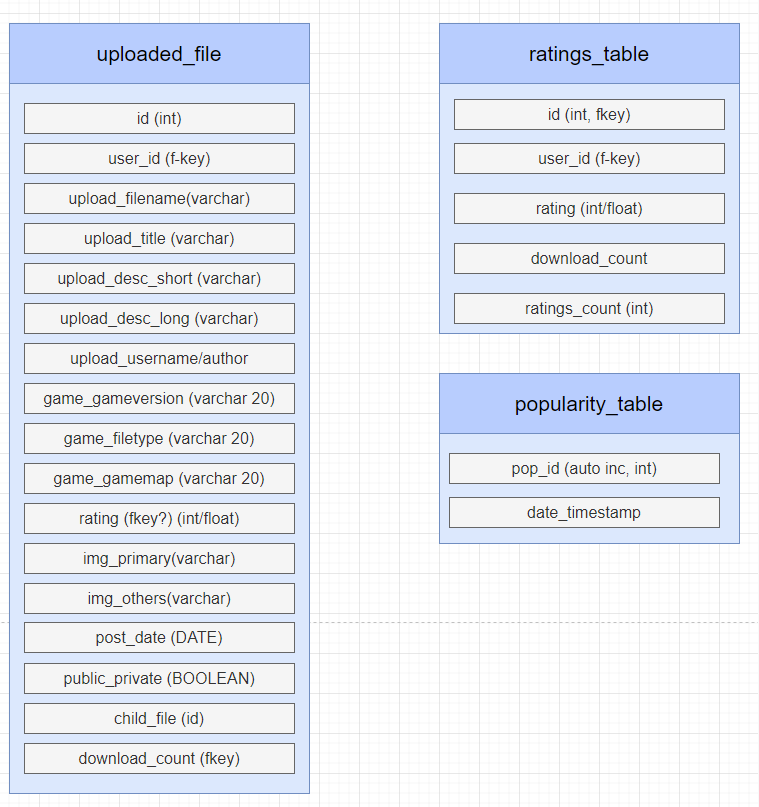 uploaded_file
id (int)
user_id (f-key)
upload_filename(varchar)
upload_title (varchar)
upload_desc_short (varchar)
upload_desc_long (varchar)
upload_username/author
game_gameversion (varchar 20)
game_filetype (varchar 20)
game_gamemap (varchar 20)
rating (fkey?) (int/float)
img_primary(varchar)
img_others(varchar)
post_date (DATE)
public_private (BOOLEAN)
child_file (id)
download_count (fkey)
ratings_table
id (int, fkey)
user_id (f-key)
rating (int/float)
download_count
ratings_count (int)
popularity_table
pop_id (auto inc, int)
date_timestamp